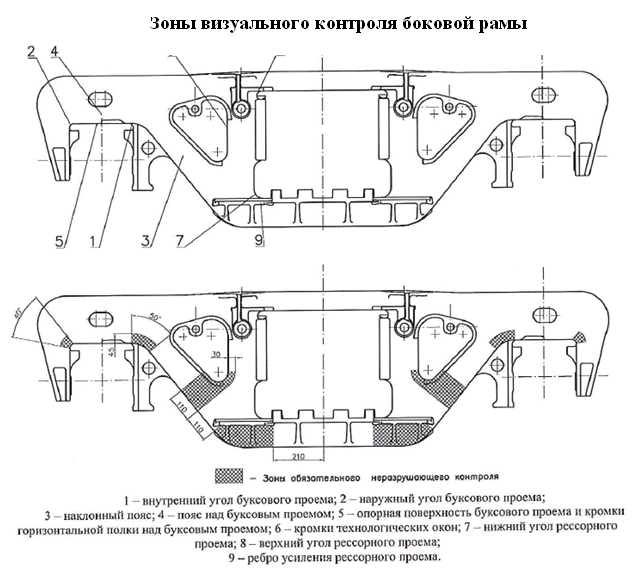 Зоны визуального контроля боковой рамы
2
4
5
1
3
7
9
40°
50°
45
30
110
110
210
– Зоны обязательного неразрушающего контроля
1 – внутренний угол буксового проема; 2 – наружный угол буксового проема;
3 – наклонный пояс; 4 – пояс над буксовым проемом; 5 – опорная поверхность буксового проема и кромки
горизонтальной полки над буксовым проемом; 6 – кромки технологических окон; 7 – нижний угол рессорного
проема; 8 – верхний угол рессорного проема;
9 – ребро усиления рессорного проема.